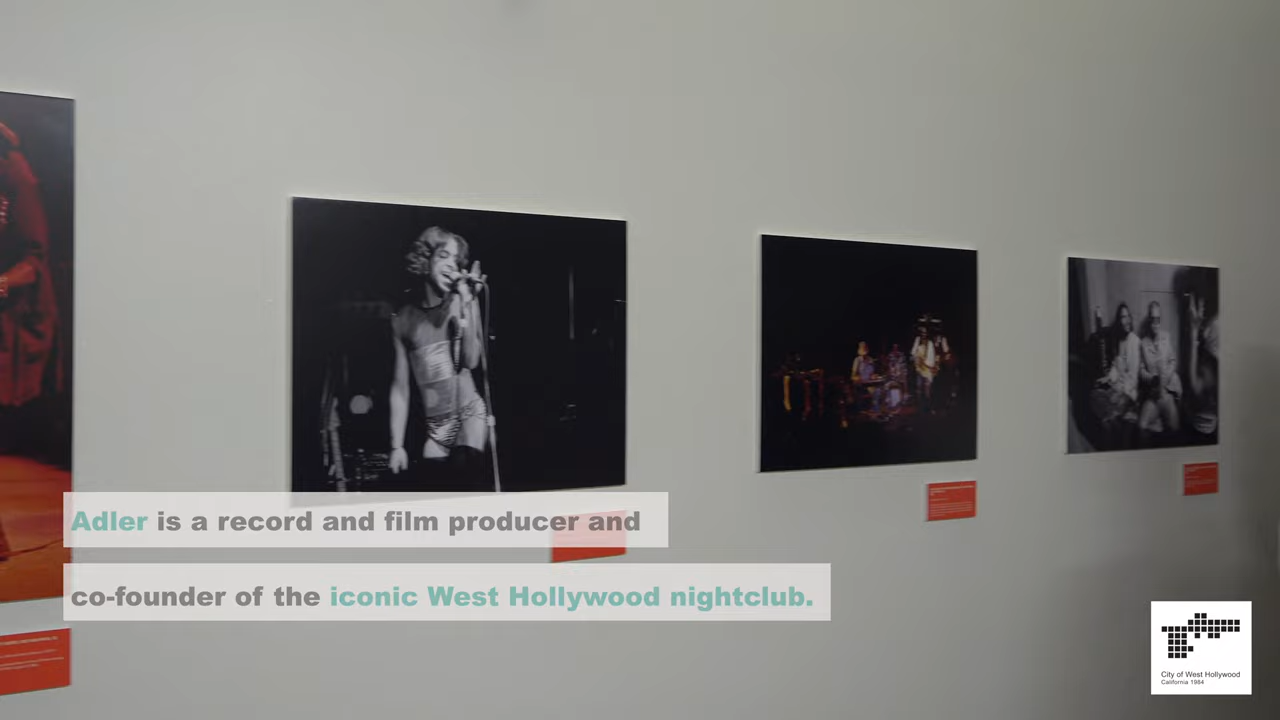 Adler is a record and film producer and
co-founder of the iconic West Hollywood nightclub.
City of West Hollywood
California 1984